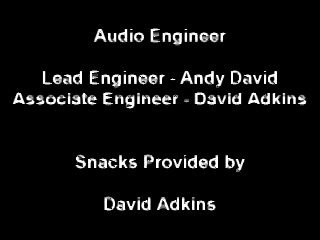 Audio Engineer
Lead Engineer - Andy David
Associate Engineer - David Adkins
Snacks Provided by
David Adkins